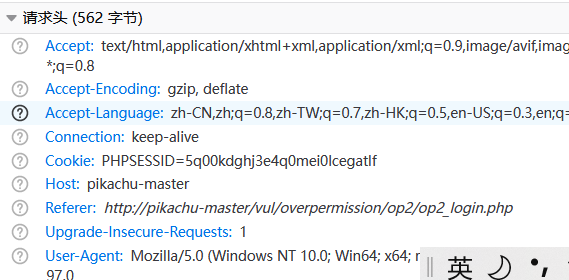 请求头 (562 字节)
Accept: text/html,application/xhtml+xml,application/xml;q=0.9,image/avif,imag
*;q=0.8
Accept-Encoding: gzip, deflate
Accept-Language: zh-CN,zh;q=0.8,zh-TW;q=0.7,zh-HK;q=0.5,en-US;q=0.3,en;q=
Connection: keep-alive
Cookie: PHPSESSID=5q00kdghj3e4q0mei0lcegatlf
Host: pikachu-master
Referer: http://pikachu-master/vul/overpermission/op2/op2_login.php
Upgrade-Insecure-Requests: 1
User-Agent: Mozilla/5.0 (Windows NT 10.0; Win64; x64;
97.0
英